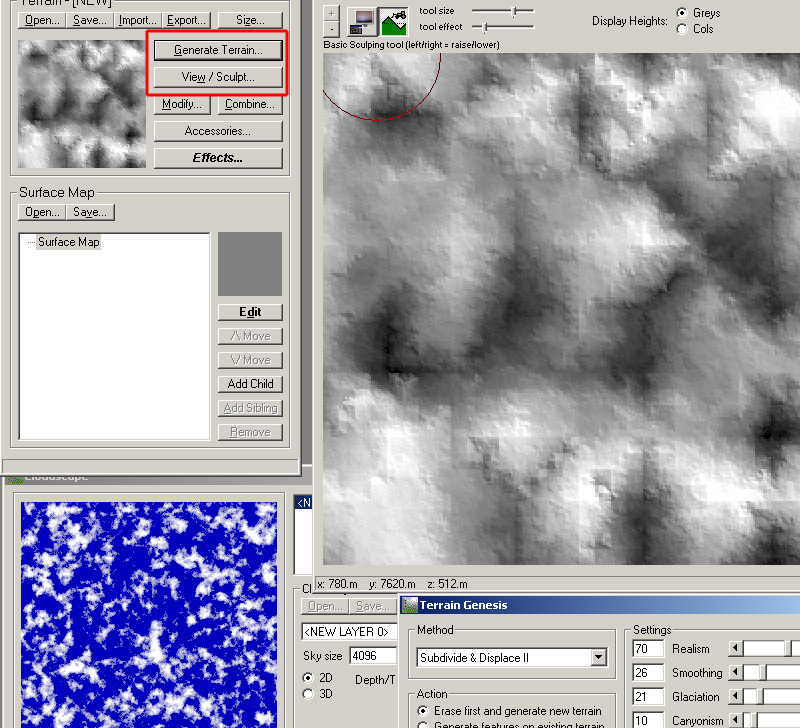 Terrain - [NEW]
Open... Save... Import... Export... Size...
Generate Terrain...
View / Sculpt...
Modify... Combine...
Accessories...
Effects...
Surface Map
Open... Save...
Surface Map
Edit
/\ Move
\/ Move
Add Child
Add Sibling
Remove
+
-
tool size
tool effect
Basic Sculping tool (left/right = raise/lower)
Display Heights:
Greys
Cols
x: 780.m y: 7620.m z: 512.m
Cloudscape
<N
Open... Save...
<NEW LAYER 0>
Sky size 4096
2D
3D
Depth/T
Terrain Genesis
Method
Subdivide & Displace II
Action
Erase first and generate new terrain
Generate features on existing terrain
Settings
70 Realism
26 Smoothing
21 Glaciation
10 Canyonism